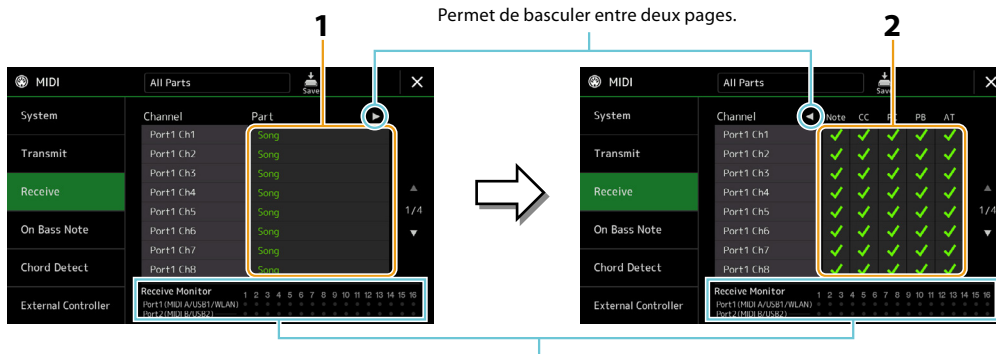 Permet de basculer entre deux pages.
1
2
MIDI
All Parts
Save
System
Transmit
Receive
On Bass Note
Chord Detect
External Controller
Channel Part
Port1 Ch1 Song
Port1 Ch2 Song
Port1 Ch3 Song
Port1 Ch4 Song
Port1 Ch5 Song
Port1 Ch6 Song
Port1 Ch7 Song
Port1 Ch8 Song
1/4
Receive Monitor 1 2 3 4 5 6 7 8 9 10 11 12 13 14 15 16
Port1(MIDI A/USB1/WLAN)
Port2(MIDI B/USB2)
MIDI
All Parts
Save
System
Transmit
Receive
On Bass Note
Chord Detect
External Controller
Channel Note CC PC PB AT
Port1 Ch1
Port1 Ch2
Port1 Ch3
Port1 Ch4
Port1 Ch5
Port1 Ch6
Port1 Ch7
Port1 Ch8
1/4
Receive Monitor 1 2 3 4 5 6 7 8 9 10 11 12 13 14 15 16
Port1(MIDI A/USB1/WLAN)
Port2(MIDI B/USB2)